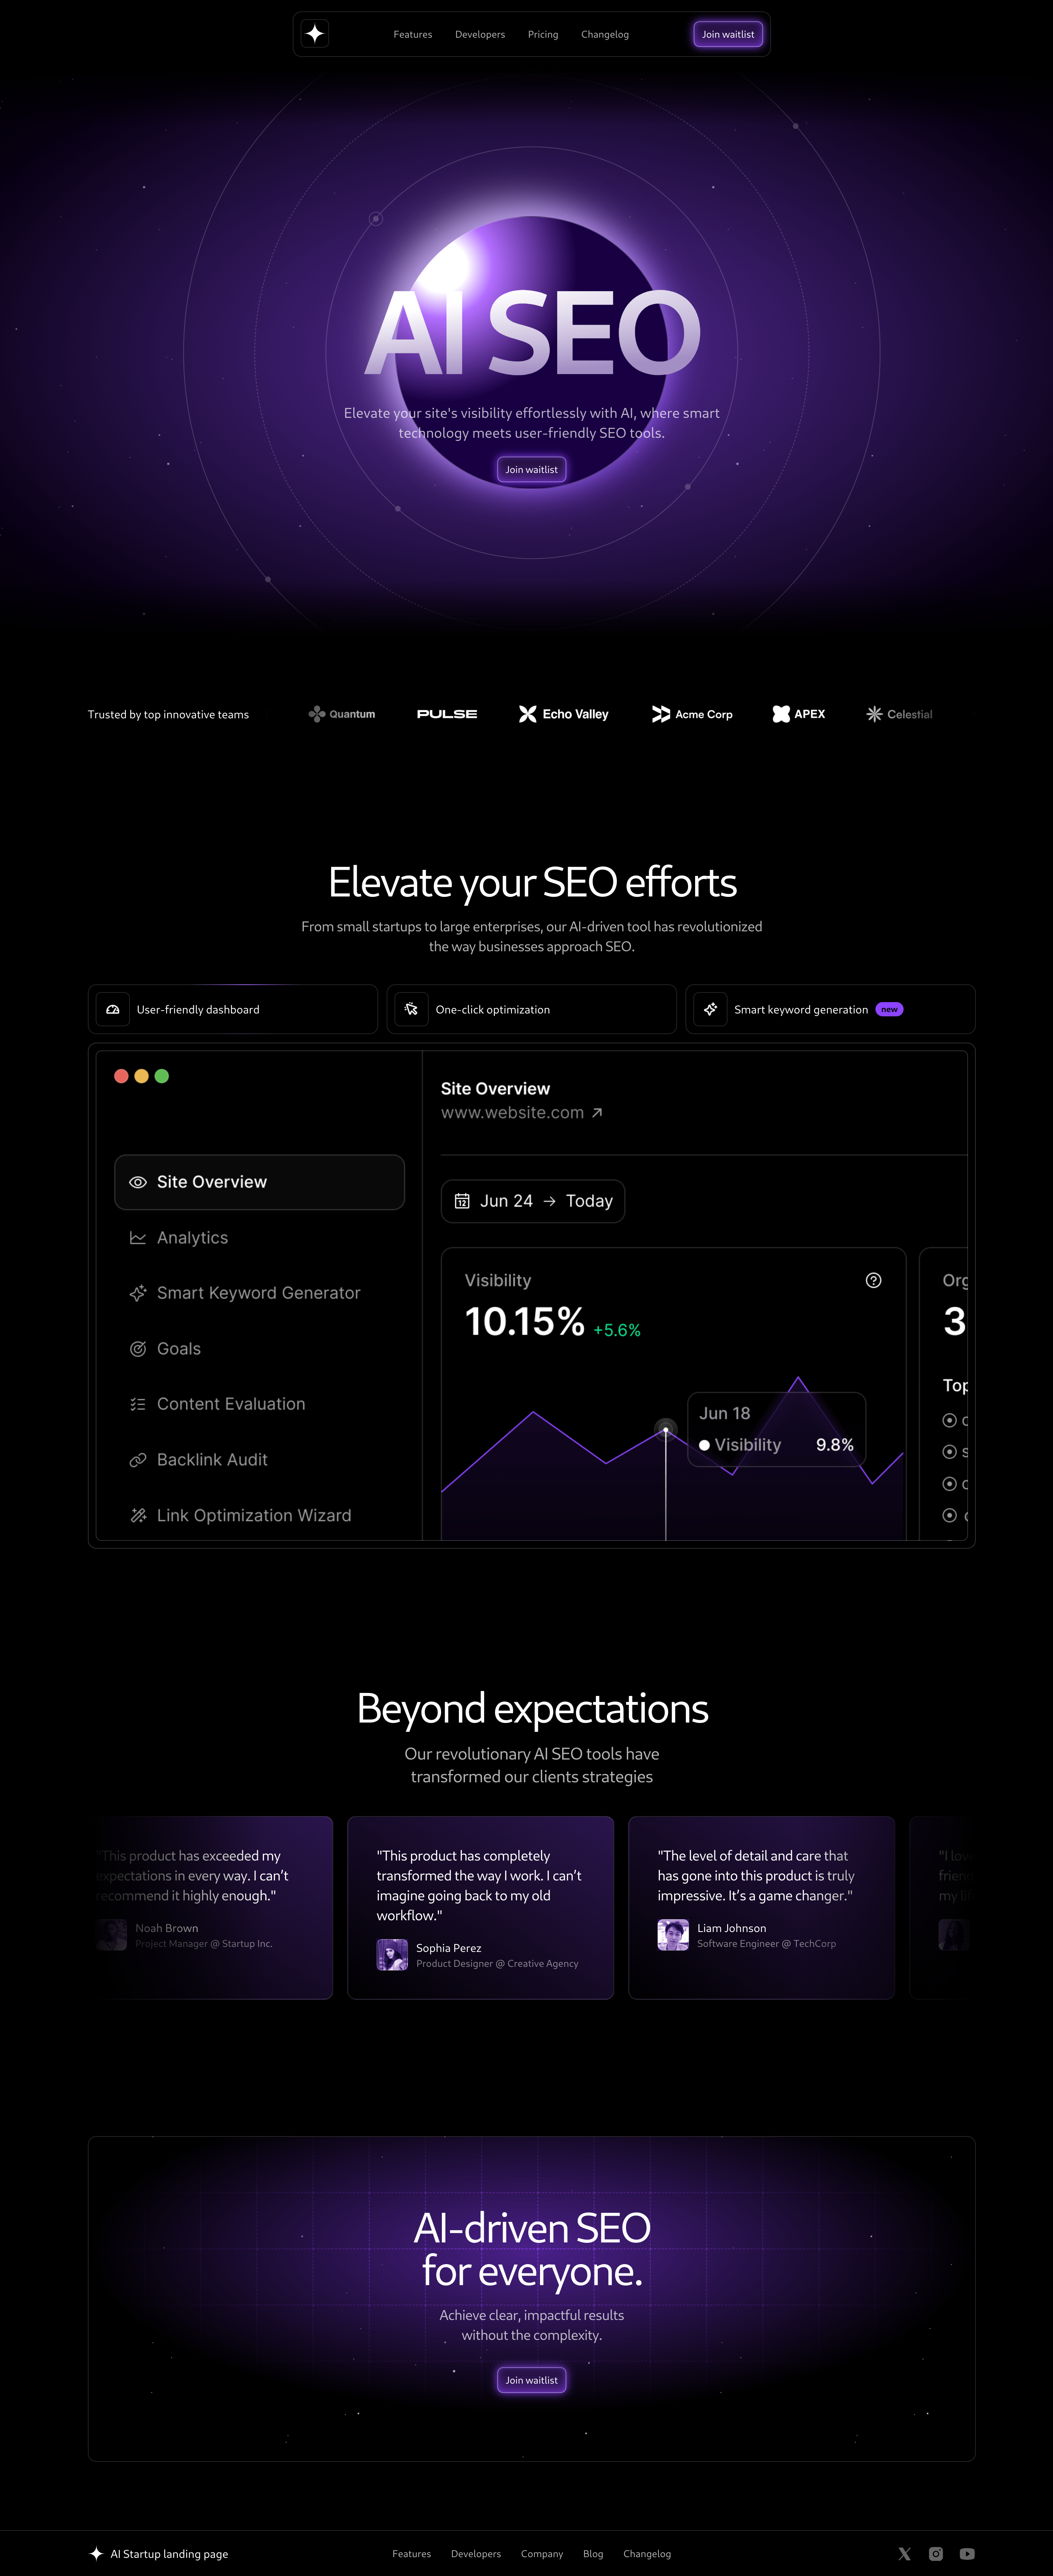 Features Developers Pricing Changelog Join waitlist
AI SEO
Elevate your site's visibility effortlessly with AI, where smart
technology meets user-friendly SEO tools.
Join waitlist
Trusted by top innovative teams Quantum PULSE Echo Valley Acme Corp APEX Celestial
Elevate your SEO efforts
From small startups to large enterprises, our AI-driven tool has revolutionized
the way businesses approach SEO.
User-friendly dashboard
One-click optimization
Smart keyword generation new
Site Overview
Analytics
Smart Keyword Generator
Goals
Content Evaluation
Backlink Audit
Link Optimization Wizard
Site Overview
www.website.com
12 Jun 24 → Today
Visibility
10.15% +5.6%
Jun 18
Visibility 9.8%
Org
3
Top
Beyond expectations
Our revolutionary AI SEO tools have
transformed our clients strategies
"This product has exceeded my
expectations in every way. I can’t
recommend it highly enough."
Noah Brown
Project Manager @ Startup Inc.
"This product has completely
transformed the way I work. I can’t
imagine going back to my old
workflow."
Sophia Perez
Product Designer @ Creative Agency
"The level of detail and care that
has gone into this product is truly
impressive. It’s a game changer."
Liam Johnson
Software Engineer @ TechCorp
AI-driven SEO
for everyone.
Achieve clear, impactful results
without the complexity.
Join waitlist
AI Startup landing page Features Developers Company Blog Changelog